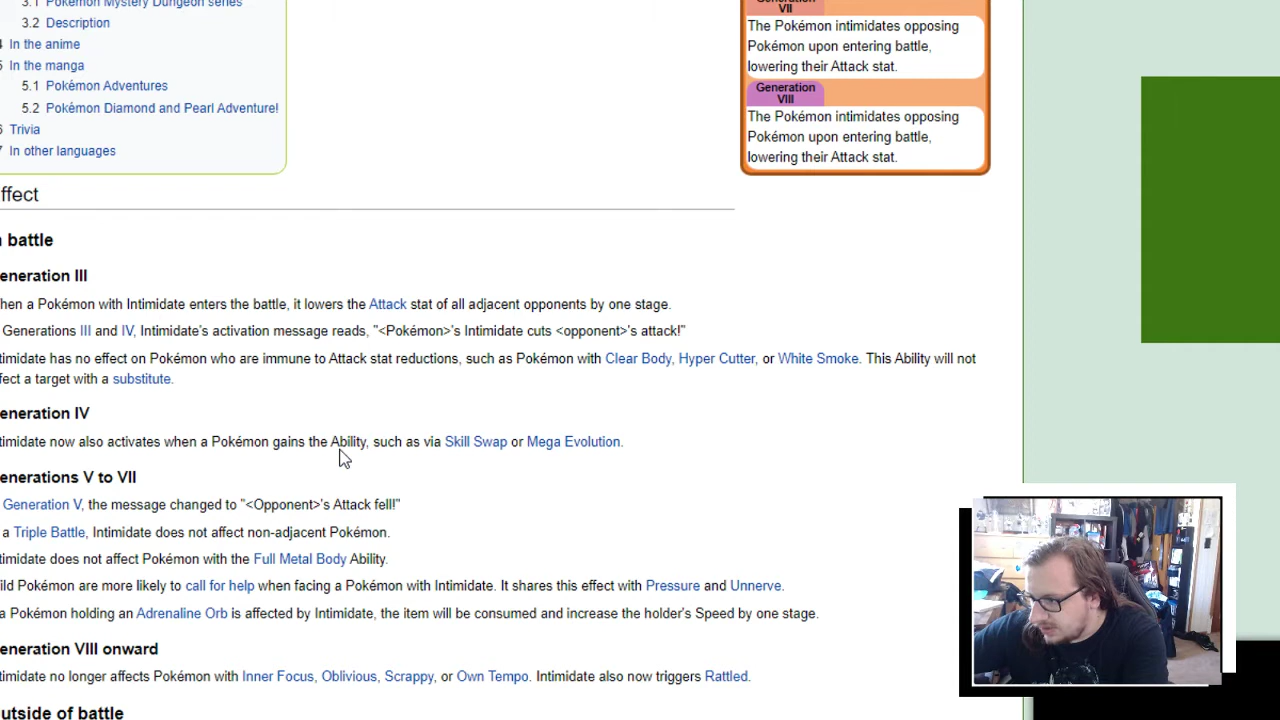 3.1 Pokémon Mystery Dungeon series
3.2 Description
4 In the anime
5 In the manga
5.1 Pokémon Adventures
5.2 Pokémon Diamond and Pearl Adventure!
6 Trivia
7 In other languages
Generation
VII
The Pokémon intimidates opposing
Pokémon upon entering battle,
lowering their Attack stat.
Generation
VIII
The Pokémon intimidates opposing
Pokémon upon entering battle,
lowering their Attack stat.
ffect
n battle
eneration III
hen a Pokémon with Intimidate enters the battle, it lowers the Attack stat of all adjacent opponents by one stage.
Generations III and IV, Intimidate's activation message reads, "<Pokémon>'s Intimidate cuts <opponent>'s attack!"
timidate has no effect on Pokémon who are immune to Attack stat reductions, such as Pokémon with Clear Body, Hyper Cutter, or White Smoke. This Ability will not
fect a target with a substitute.
eneration IV
timidate now also activates when a Pokémon gains the Ability, such as via Skill Swap or Mega Evolution.
enerations V to VII
Generation V, the message changed to "<Opponent>'s Attack fell!"
a Triple Battle, Intimidate does not affect non-adjacent Pokémon.
timidate does not affect Pokémon with the Full Metal Body Ability.
ild Pokémon are more likely to call for help when facing a Pokémon with Intimidate. It shares this effect with Pressure and Unnerve.
a Pokémon holding an Adrenaline Orb is affected by Intimidate, the item will be consumed and increase the holder's Speed by one stage.
eneration VIII onward
timidate no longer affects Pokémon with Inner Focus, Oblivious, Scrappy, or Own Tempo. Intimidate also now triggers Rattled.
utside of battle